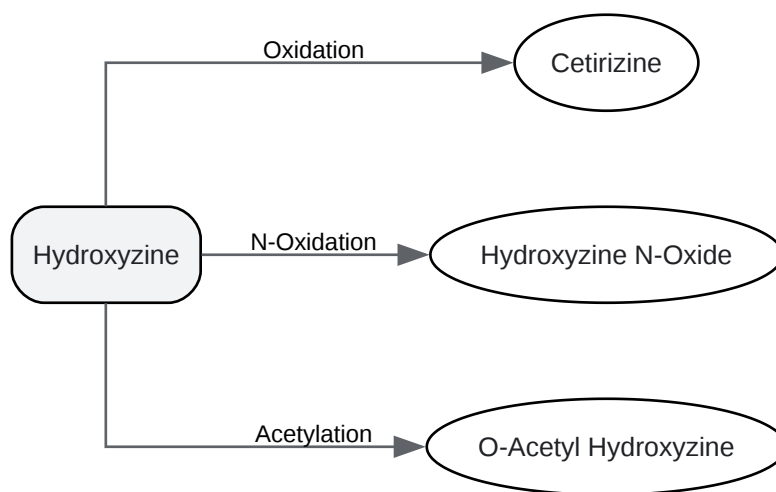 Oxidation
Cetirizine
Hydroxyzine
N-Oxidation
Hydroxyzine N-Oxide
Acetylation
O-Acetyl Hydroxyzine